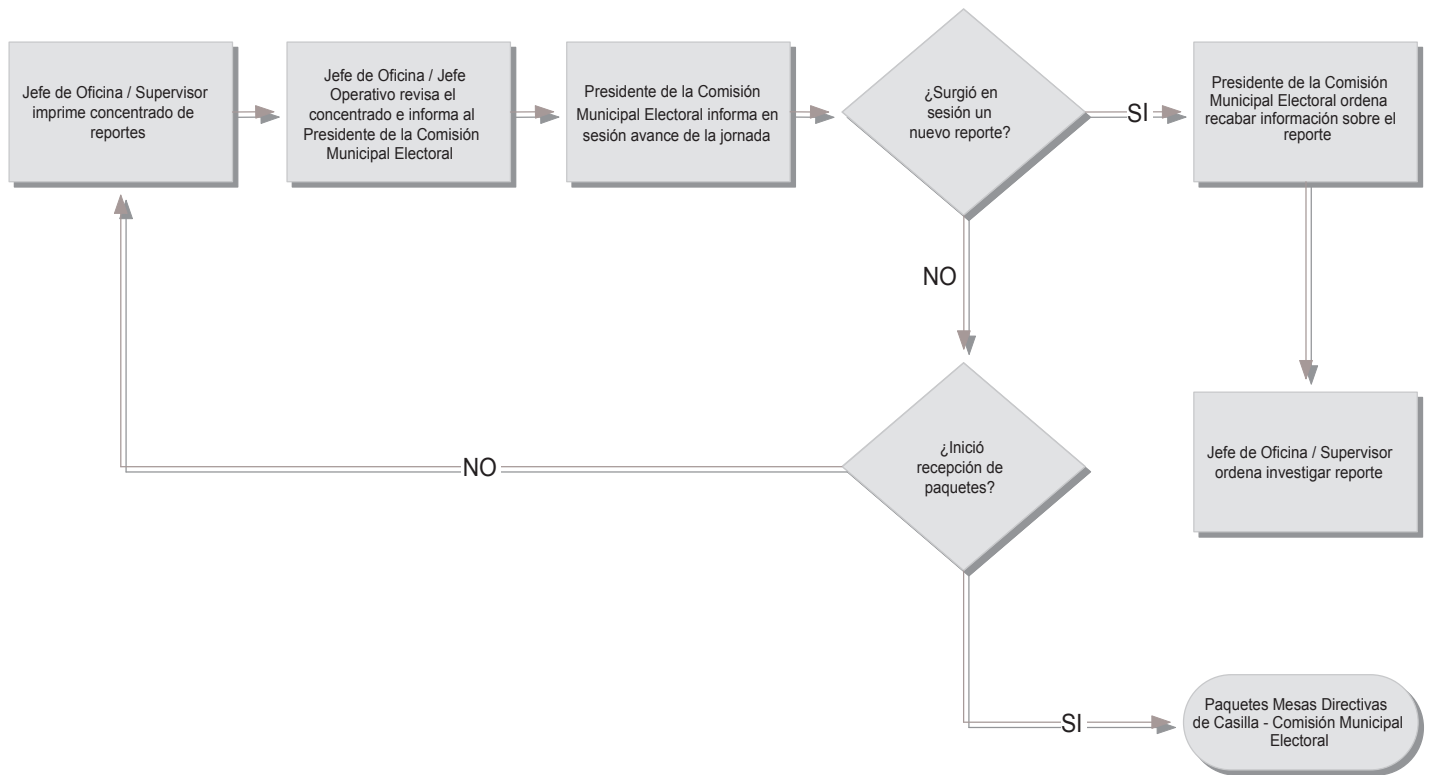 Jefe de Oficina / Supervisor
imprime concentrado de
reportes
Jefe de Oficina / Jefe
Operativo revisa el
concentrado e informa al
Presidente de la Comisión
Municipal Electoral
Presidente de la Comisión
Municipal Electoral informa en
sesión avance de la jornada
¿Surgió en
sesión un
nuevo reporte?
SI
Presidente de la Comisión
Municipal Electoral ordena
recabar información sobre el
reporte
NO
¿Inició
recepción de
paquetes?
NO
Jefe de Oficina / Supervisor
ordena investigar reporte
SI
Paquetes Mesas Directivas
de Casilla - Comisión Municipal
Electoral